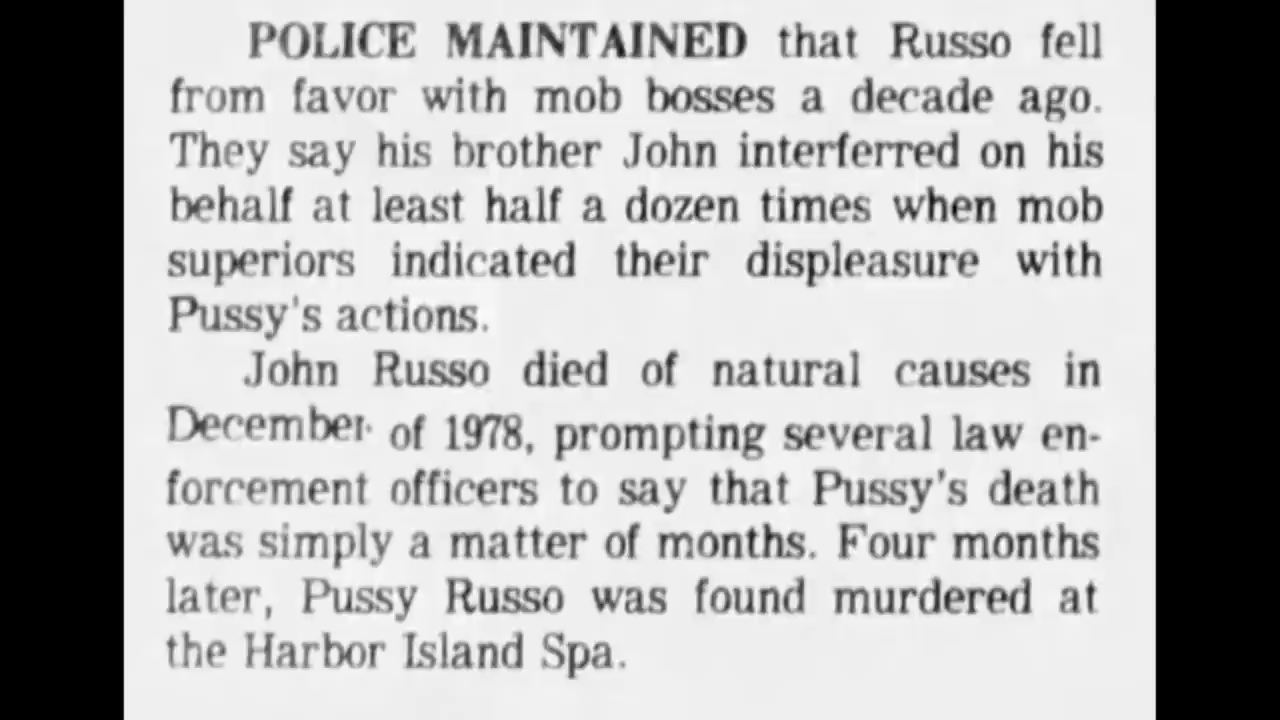 POLICE MAINTAINED that Russo fell
from favor with mob bosses a decade ago.
They say his brother John interferred on his
behalf at least half a dozen times when mob
superiors indicated their displeasure with
Pussy's actions.
John Russo died of natural causes in
December of 1978, prompting several law en-
forcement officers to say that Pussy's death
was simply a matter of months. Four months
later, Pussy Russo was found murdered at
the Harbor Island Spa.